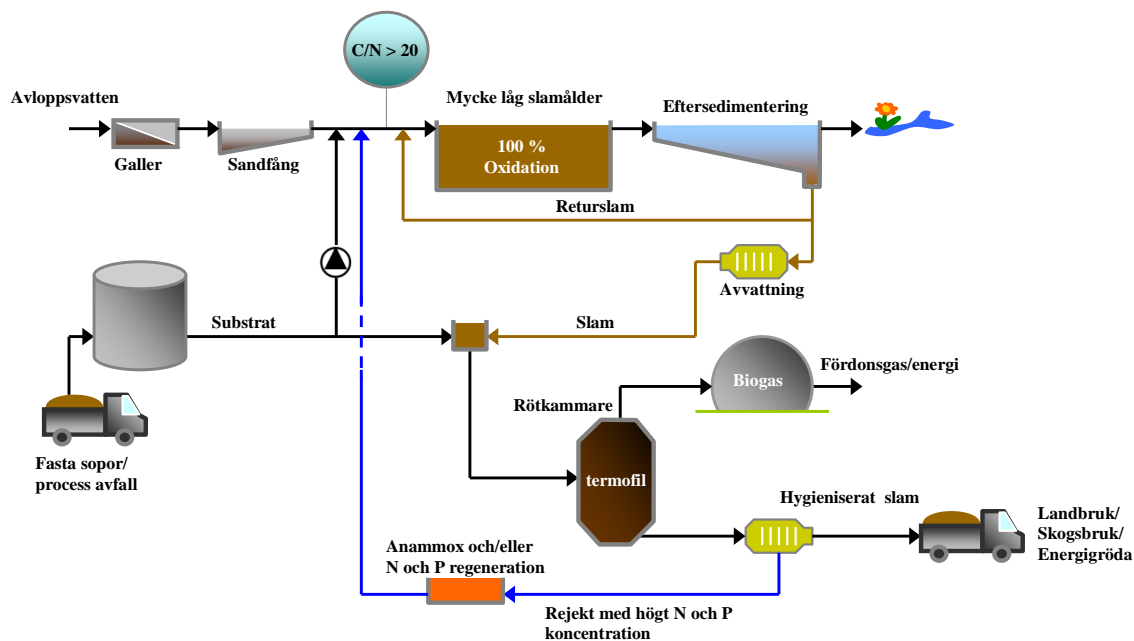 C/N > 20
Avloppsvatten
Mycke låg slamålder
Eftersedimentering
100 %
Oxidation
Galler
Sandfång
Returslam
Avvattning
Substrat
Slam
Fördonsgas/energi
Biogas
Rötkammare
Fasta sopor/
process avfall
termofil
Hygieniserat slam
Landbruk/
Skogsbruk/
Energigröda
Anammox och/eller
N och P regeneration
Rejekt med högt N och P
koncentration